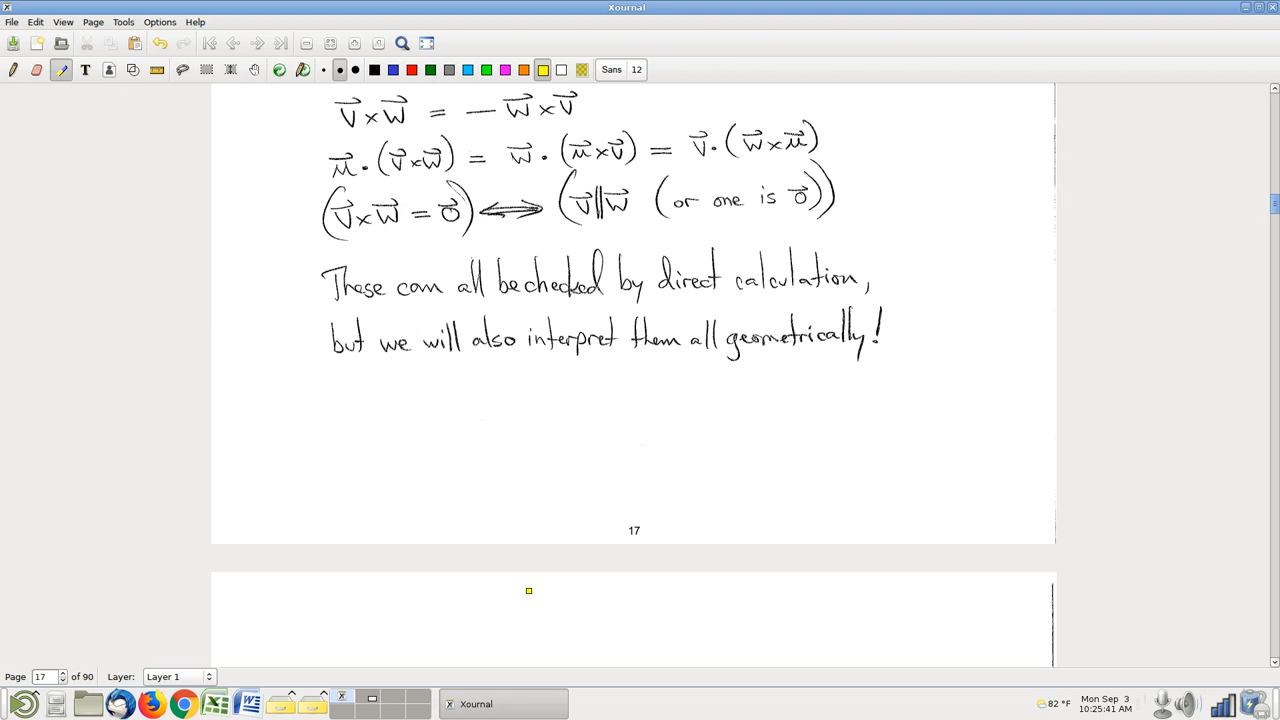 Xournal
File Edit View Page Tools Options Help
Sans 12
v⃗ × w⃗ = − w⃗ × v⃗
μ⃗ · (v⃗ × w⃗) = w⃗ · (μ⃗ × v⃗) = v⃗ · (w⃗ × μ⃗)
(v⃗ × w⃗ = 0⃗) ⟺ (v⃗ ∥ w⃗ (or one is 0⃗))
These can all be checked by direct calculation,
but we will also interpret them all geometrically!
17
Page 17 of 90 Layer: Layer 1
Xournal
82 °F
Mon Sep 3
10:25:41 AM